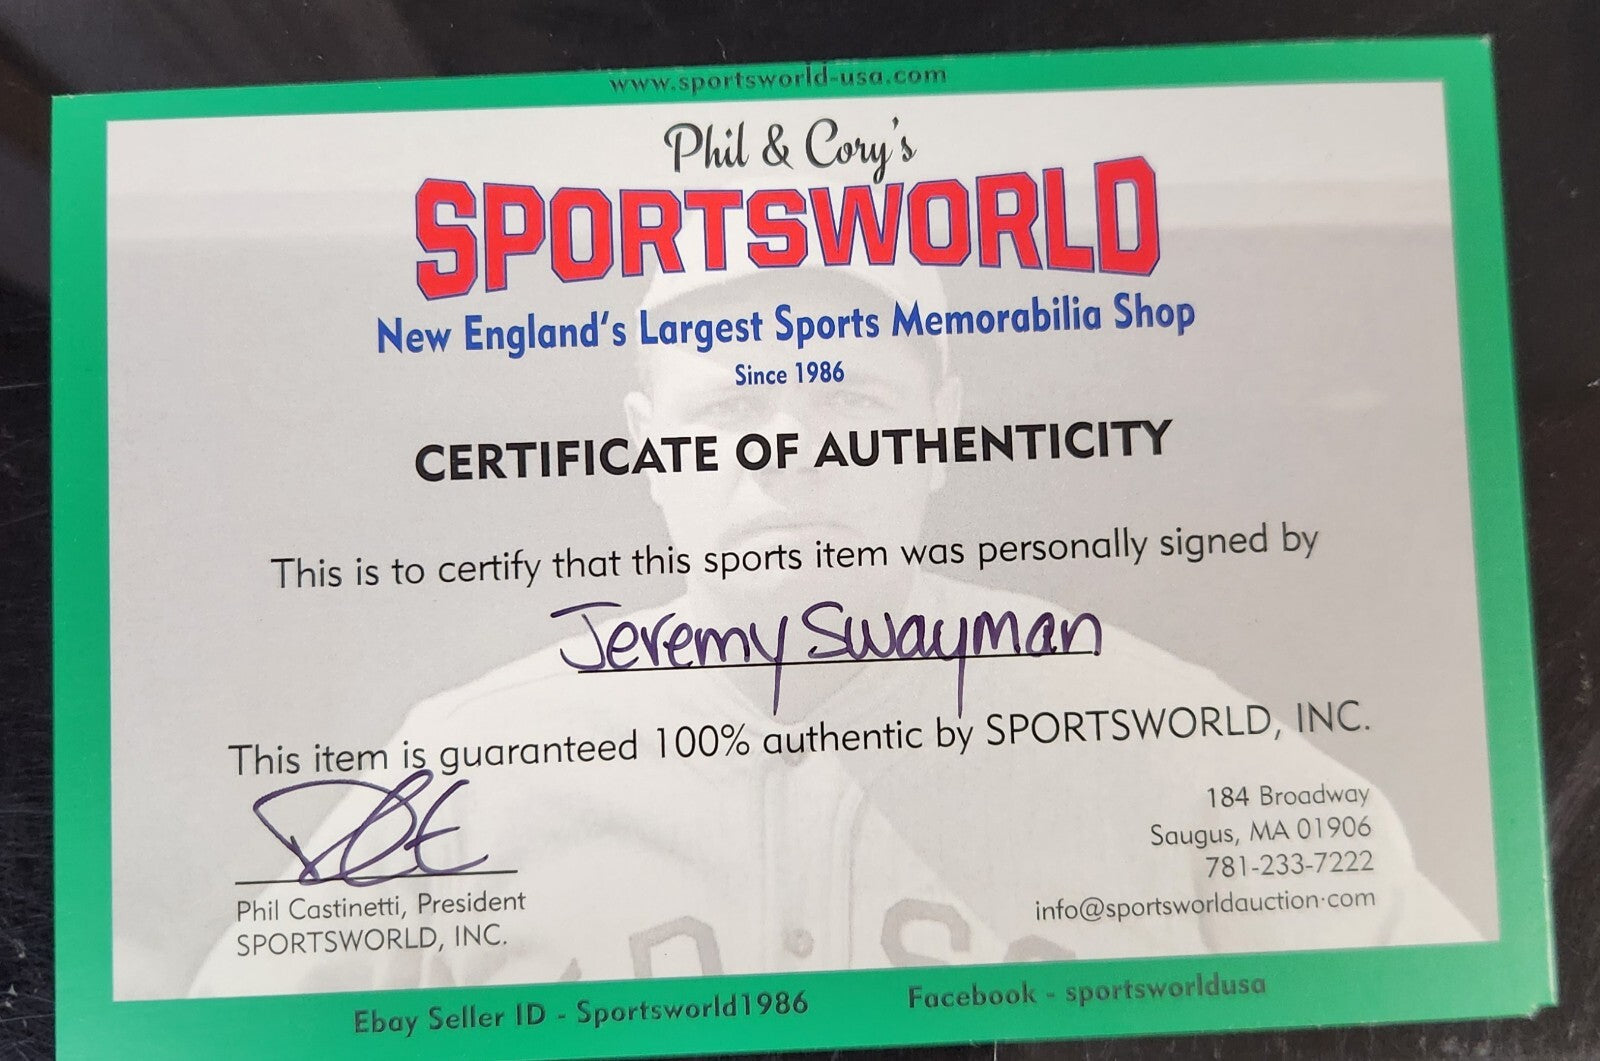 www.sportsworld-usa.com
Phil & Cory's
SPORTSWORLD
New England's Largest Sports Memorabilia Shop
Since 1986
CERTIFICATE OF AUTHENTICITY
This is to certify that this sports item was personally signed by
Jeremy Swayman
This item is guaranteed 100% authentic by SPORTSWORLD, INC.
Phil Castinetti, President
SPORTSWORLD, INC.
184 Broadway
Saugus, MA 01906
781-233-7222
info@sportsworldauction·com
Ebay Seller ID - Sportsworld1986
Facebook - sportsworldusa